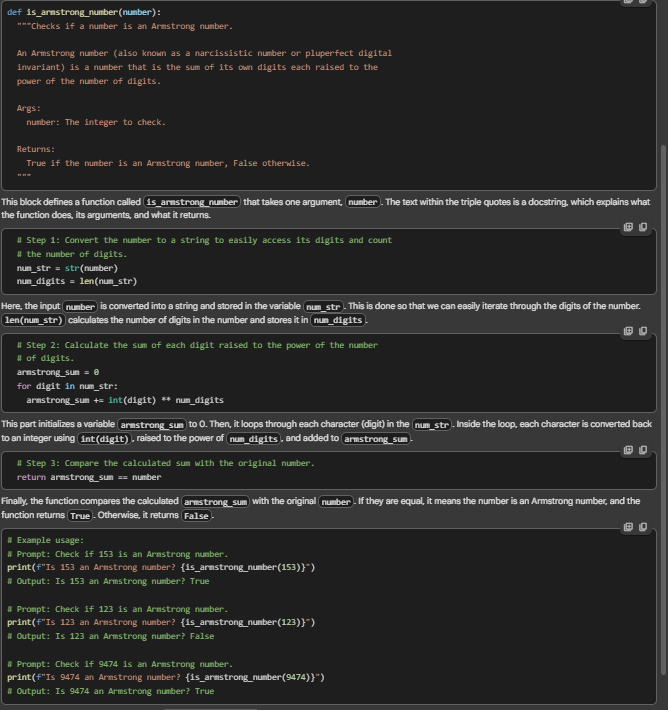 def is_armstrong_number(number):
"""Checks if a number is an Armstrong number.
An Armstrong number (also known as a narcissistic number or pluperfect digital
invariant) is a number that is the sum of its own digits each raised to the
power of the number of digits.
Args:
number: The integer to check.
Returns:
True if the number is an Armstrong number, False otherwise.
"""
This block defines a function called is_armstrong_number that takes one argument, number. The text within the triple quotes is a docstring, which explains what
the function does, its arguments, and what it returns.
# Step 1: Convert the number to a string to easily access its digits and count
# the number of digits.
num_str = str(number)
num_digits = len(num_str)
Here, the input number is converted into a string and stored in the variable num_str. This is done so that we can easily iterate through the digits of the number.
len(num_str) calculates the number of digits in the number and stores it in num_digits.
# Step 2: Calculate the sum of each digit raised to the power of the number
# of digits.
armstrong_sum = 0
for digit in num_str:
armstrong_sum += int(digit) ** num_digits
This part initializes a variable armstrong_sum to 0. Then, it loops through each character (digit) in the num_str. Inside the loop, each character is converted back
to an integer using int(digit), raised to the power of num_digits, and added to armstrong_sum.
# Step 3: Compare the calculated sum with the original number.
return armstrong_sum == number
Finally, the function compares the calculated armstrong_sum with the original number. If they are equal, it means the number is an Armstrong number, and the
function returns True. Otherwise, it returns False.
# Example usage:
# Prompt: Check if 153 is an Armstrong number.
print(f"Is 153 an Armstrong number? {is_armstrong_number(153)}")
# Output: Is 153 an Armstrong number? True
# Prompt: Check if 123 is an Armstrong number.
print(f"Is 123 an Armstrong number? {is_armstrong_number(123)}")
# Output: Is 123 an Armstrong number? False
# Prompt: Check if 9474 is an Armstrong number.
print(f"Is 9474 an Armstrong number? {is_armstrong_number(9474)}")
# Output: Is 9474 an Armstrong number? True